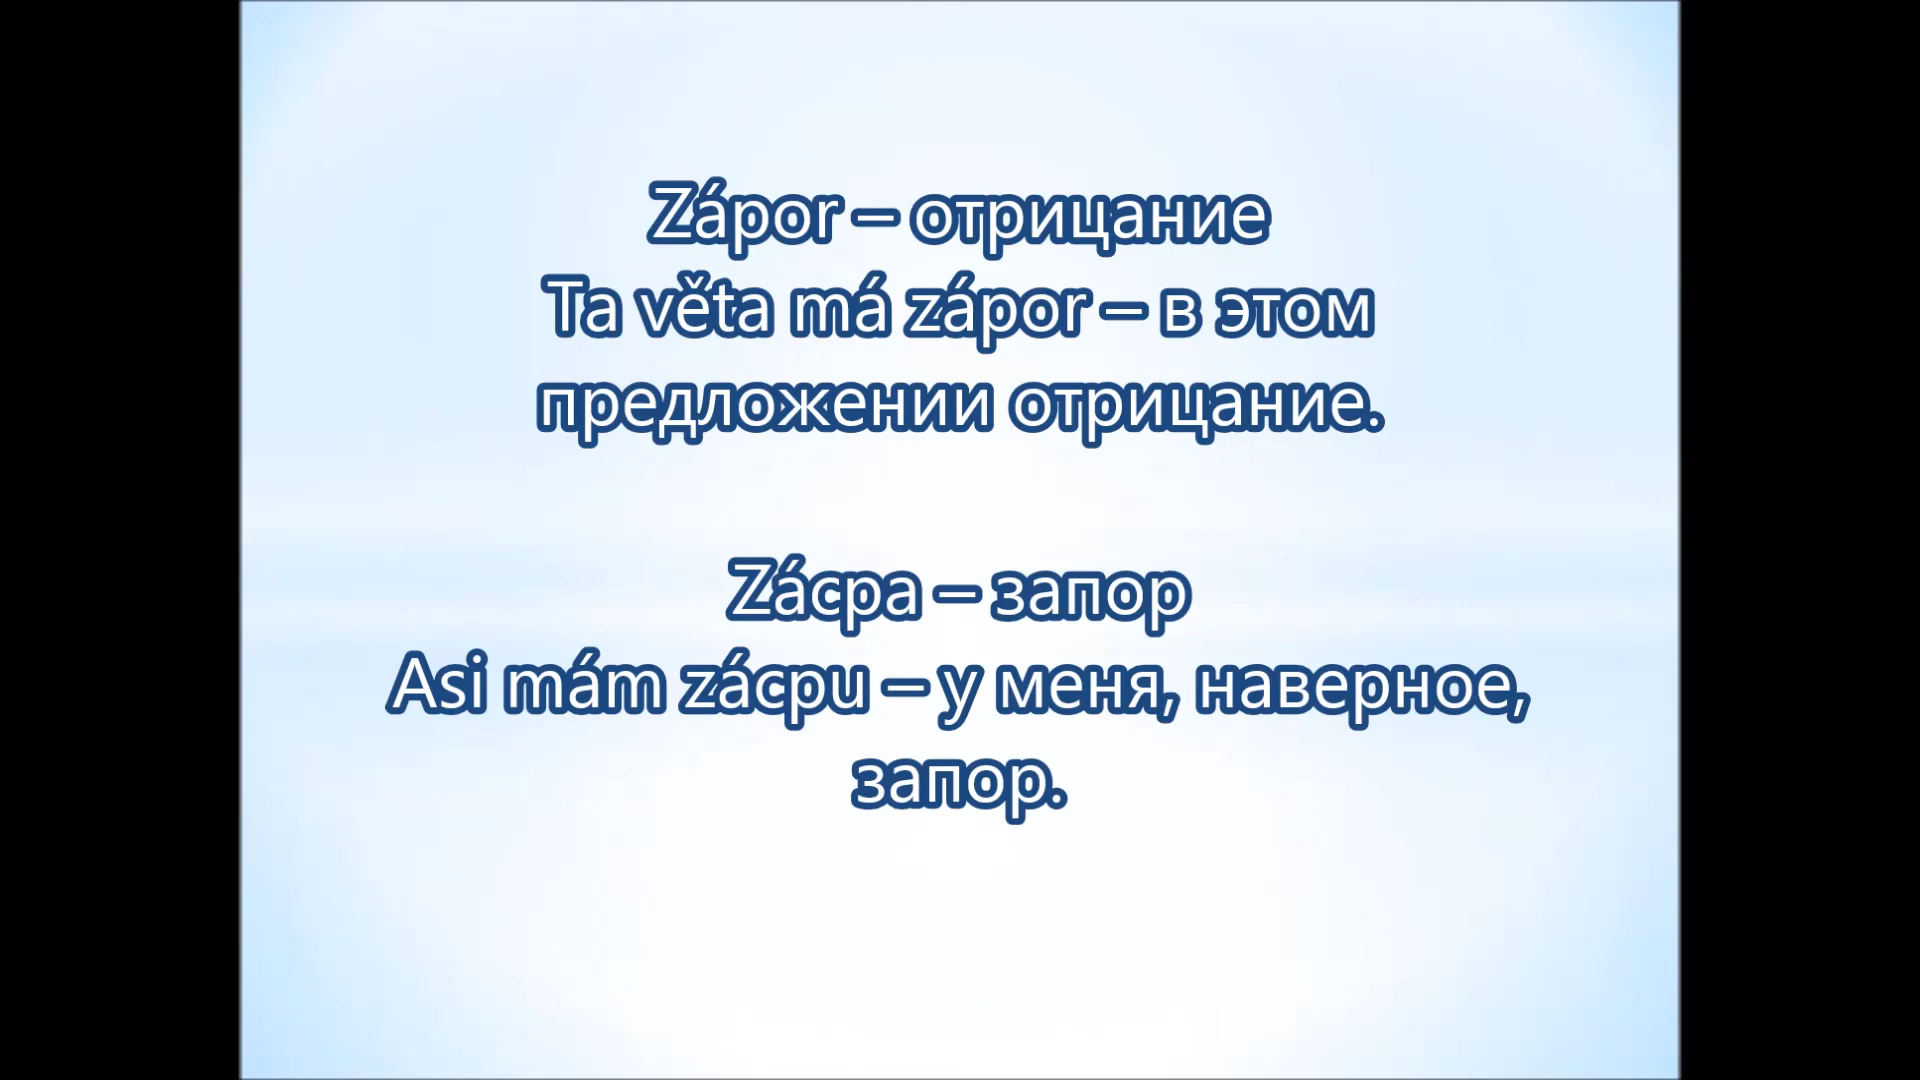 Zápor – отрицание
Ta věta má zápor – в этом
предложении отрицание.
Zácpa – запор
Asi mám zácpu – у меня, наверное,
запор.